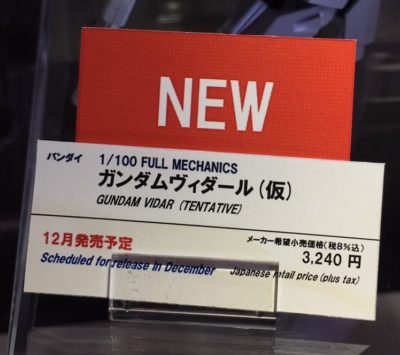 NEW
バンダイ 1/100 FULL MECHANICS
ガンダムヴィダール(仮)
GUNDAM VIDAR (TENTATIVE)
12月発売予定
メーカー希望小売価格(税8%込)
3,240 円
Scheduled for release in December
Japanese retail price (plus tax)